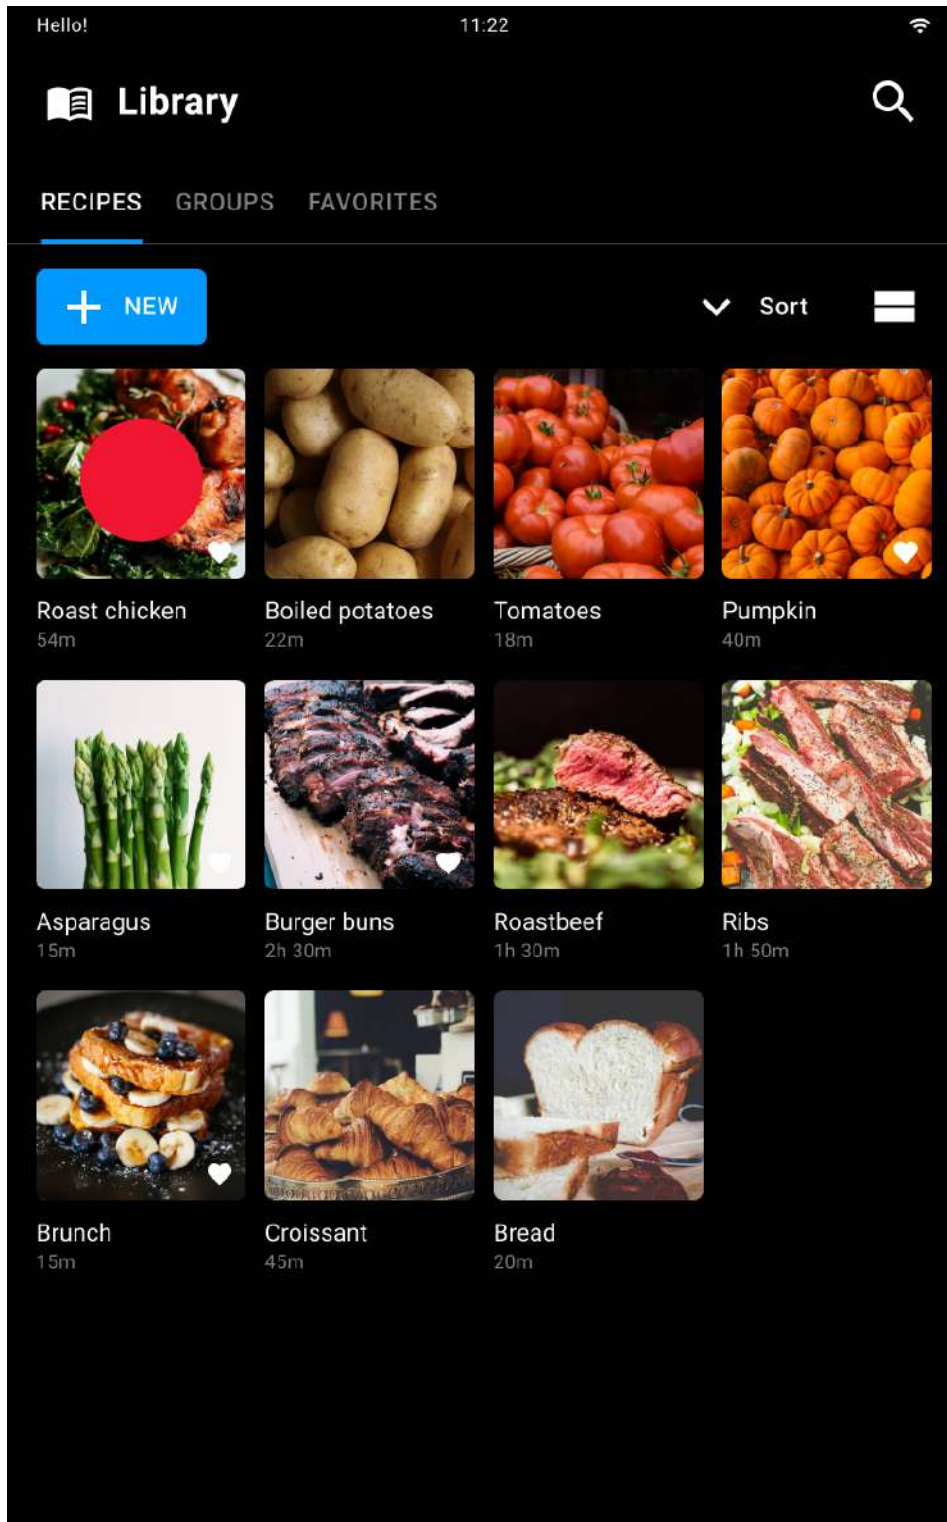 Hello! 11:22
Library
RECIPES GROUPS FAVORITES
NEW Sort
Roast chicken Boiled potatoes Tomatoes Pumpkin
54m 22m 18m 40m
Asparagus Burger buns Roastbeef Ribs
15m 2h 30m 1h 30m 1h 50m
Brunch Croissant Bread
15m 45m 20m